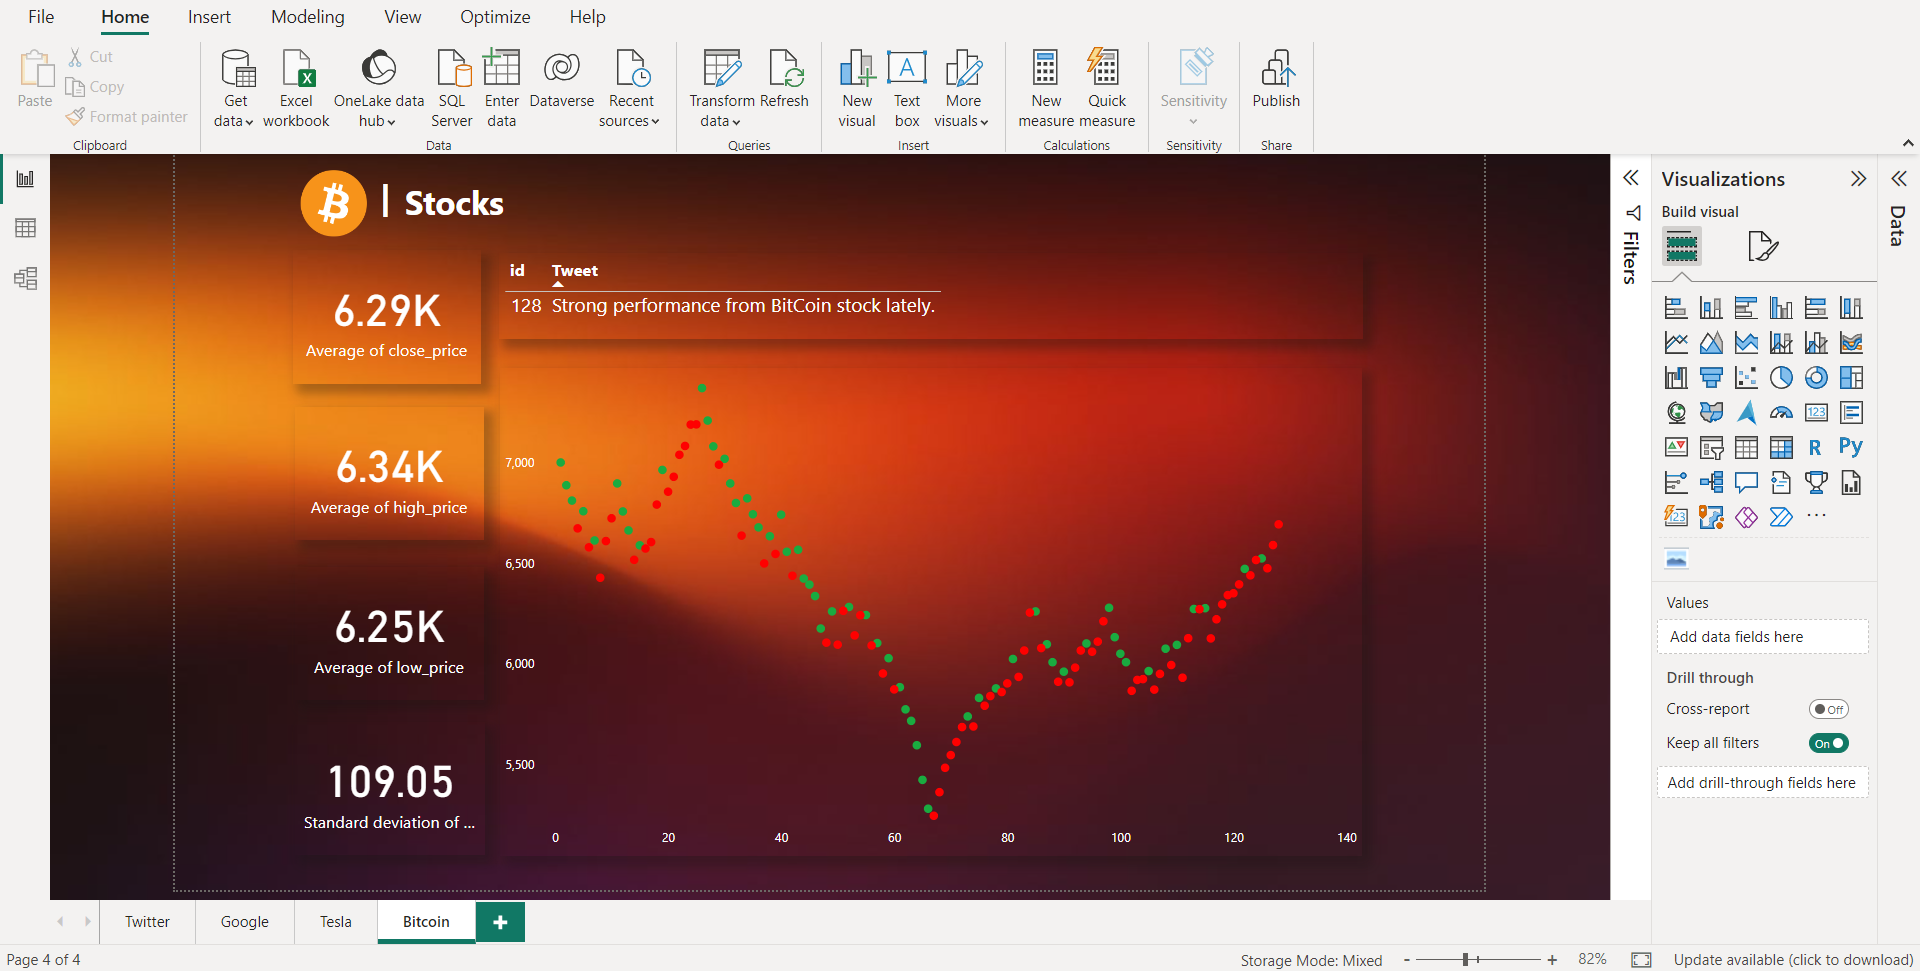 File Home Insert Modeling View Optimize Help
Paste
Cut
Copy
Format painter
Clipboard
Get data
Excel workbook
OneLake data hub
SQL Server
Enter data
Dataverse
Recent sources
Data
Transform data
Refresh
Queries
New visual
A
Text box
More visuals
Insert
New measure
Quick measure
Calculations
Sensitivity
Sensitivity
Publish
Share
| Stocks
6.29K
Average of close_price
6.34K
Average of high_price
6.25K
Average of low_price
109.05
Standard deviation of ...
id Tweet
128 Strong performance from BitCoin stock lately.
7,000
6,500
6,000
5,500
0 20 40 60 80 100 120 140
Filters
Visualizations
Build visual
123
R Py
123
...
Values
Add data fields here
Drill through
Cross-report Off
Keep all filters On
Add drill-through fields here
Data
Twitter Google Tesla Bitcoin +
Page 4 of 4
Storage Mode: Mixed - + 82% Update available (click to download)